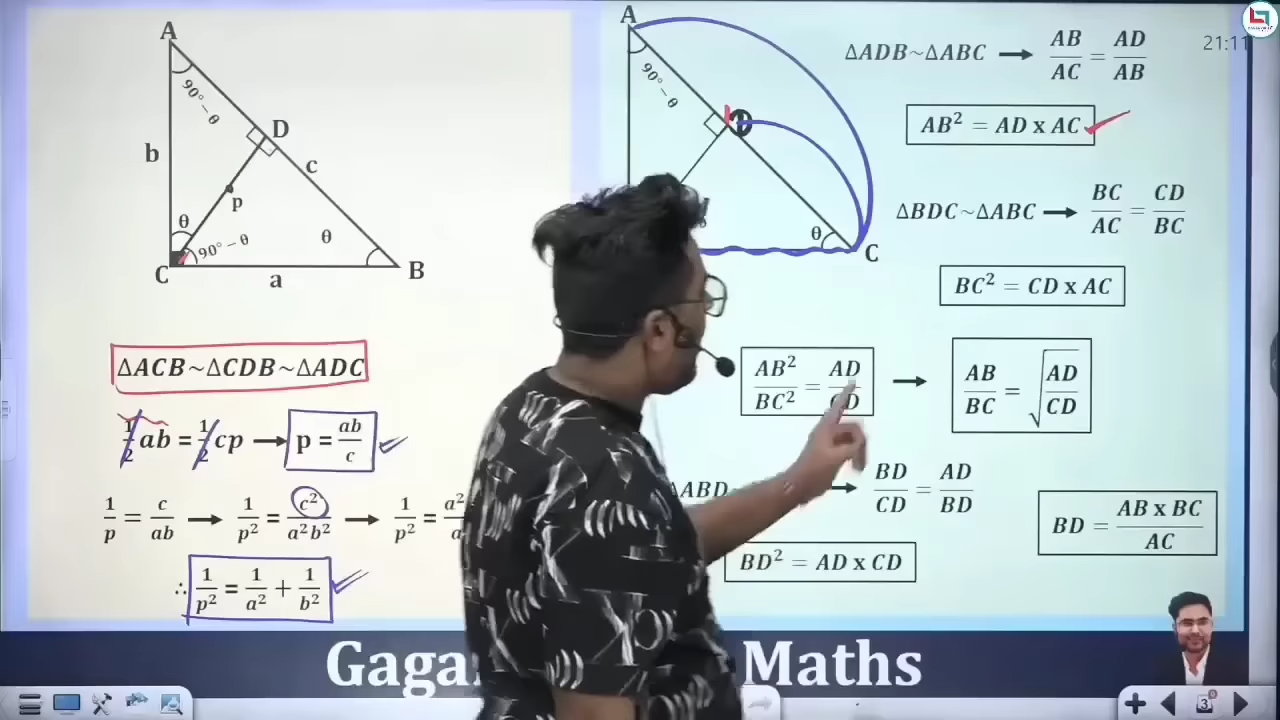 A
90° – θ
D
b
c
p
θ
90° – θ
θ
C
a
B
ΔACB~ΔCDB~ΔADC
1/2 ab = 1/2 cp → p = ab/c
1/p = c/ab → 1/p² = c²/a²b² → 1/p² = a²
∴ 1/p² = 1/a² + 1/b²
A
90° – θ
D
θ
C
21:11
ΔADB~ΔABC → AB/AC = AD/AB
AB² = AD x AC
ΔBDC~ΔABC → BC/AC = CD/BC
BC² = CD x AC
AB²/BC² = AD/CD → AB/BC = √AD/CD
ΔABD → BD/CD = AD/BD
BD² = AD x CD
BD = AB x BC/AC
Maths
3